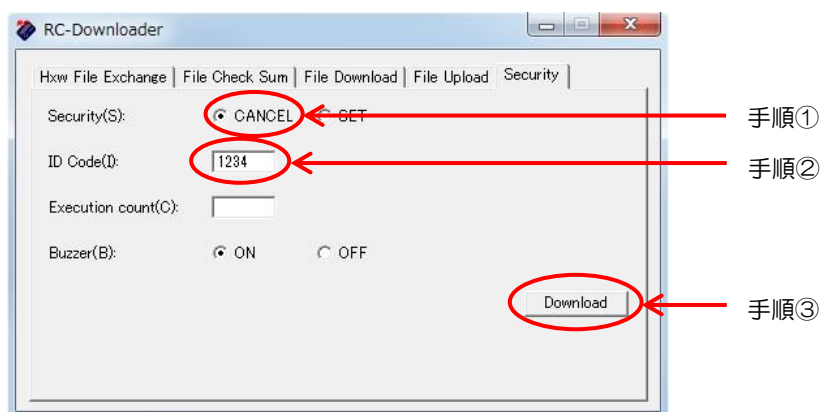 RC-Downloader
Hxw File Exchange File Check Sum File Download File Upload Security
Security(S): CANCEL SET 手順①
ID Code(I): 1234 手順②
Execution count(C):
Buzzer(B): ON OFF
Download 手順③